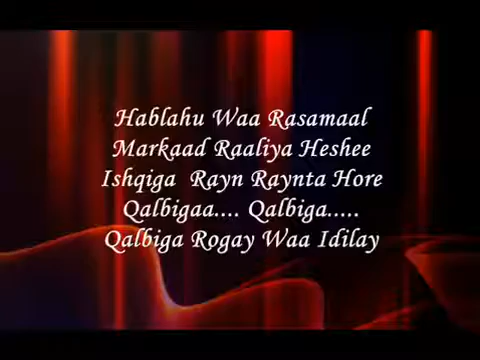 Hablahu Waa Rasamaal
Markaad Raaliya Heshee
Ishqiga Rayn Raynta Hore
Qalbigaa.... Qalbiga.....
Qalbiga Rogay Waa Idilay